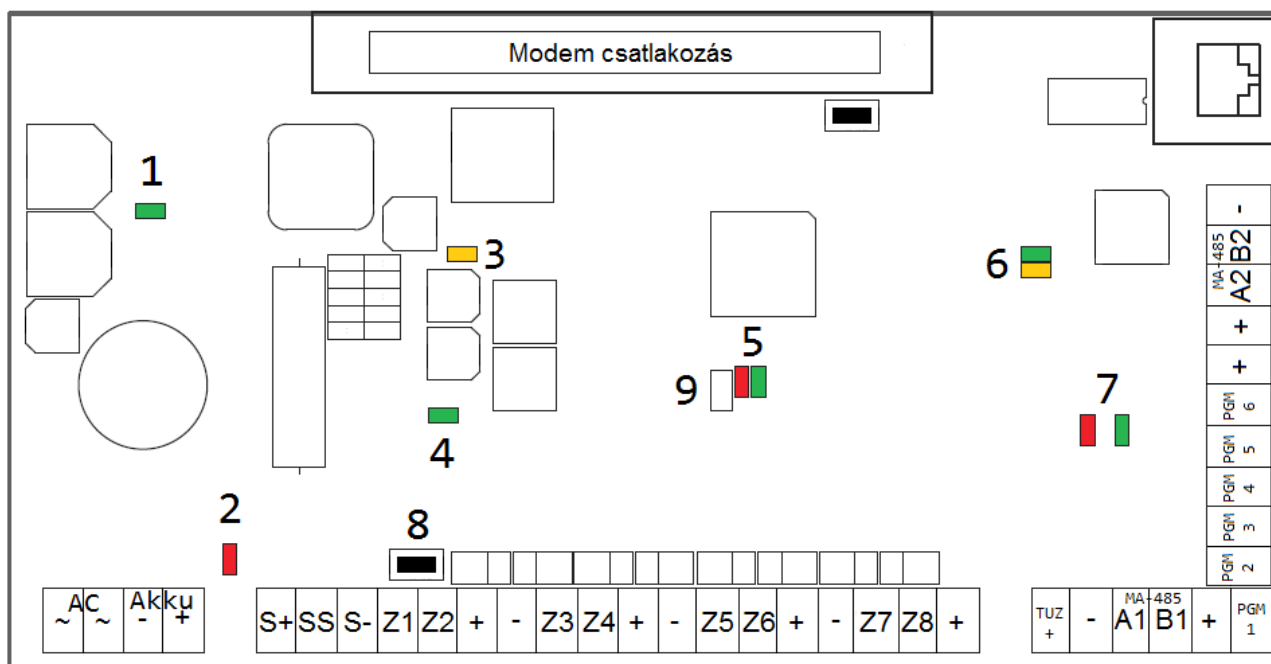 Modem csatlakozás
1
3
6
5
9
7
4
2
8
-
MA-485
B2
A2
+
+
PGM 6
PGM 5
PGM 4
PGM 3
PGM 2
AC Akku
~ ~ - +
S+ SS S- Z1 Z2 + - Z3 Z4 + - Z5 Z6 + - Z7 Z8 +
MA-485
TUZ + - A1 B1 + PGM 1